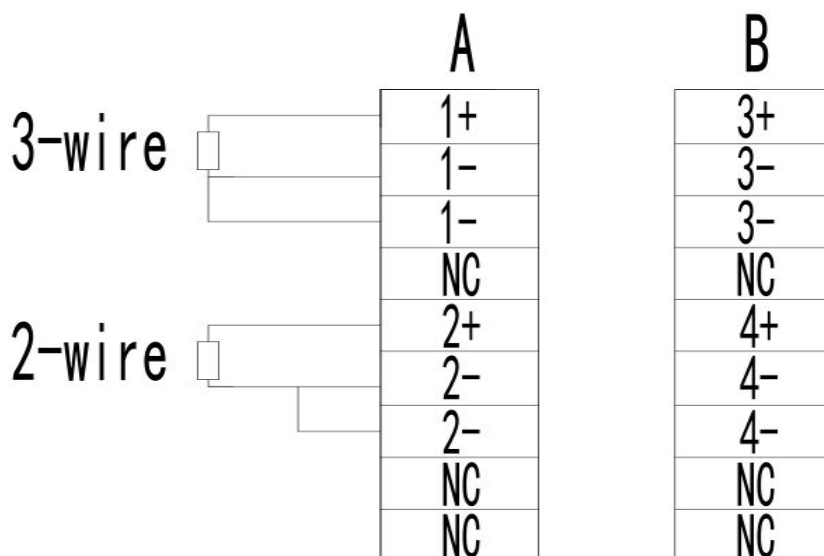 A B
1+ 3+
3-wire 1- 3-
1- 3-
NC NC
2+ 4+
2-wire 2- 4-
2- 4-
NC NC
NC NC